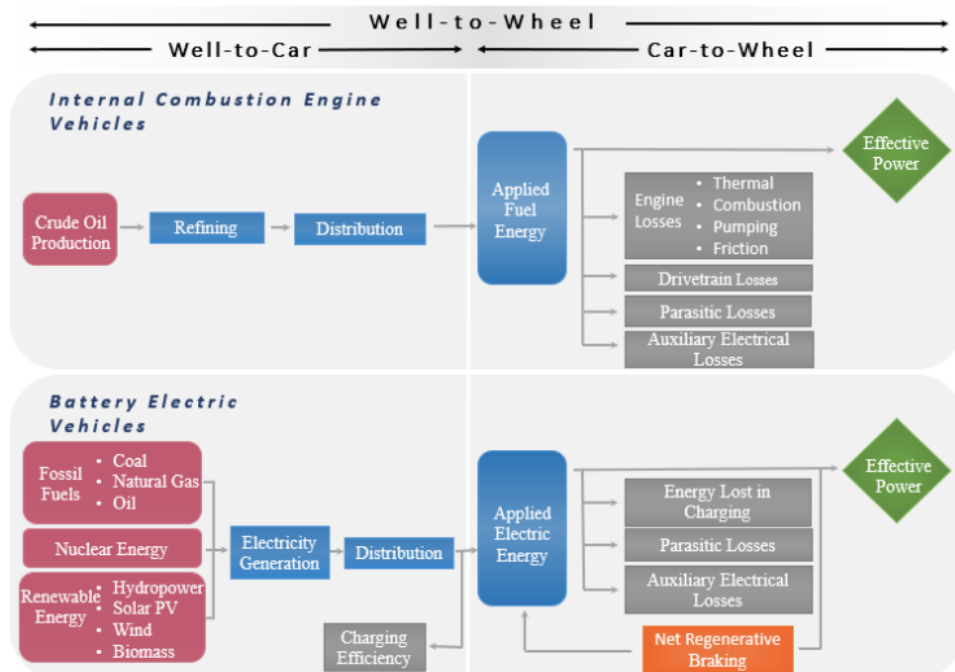 Well-to-Wheel
Well-to-Car
Car-to-Wheel
Internal Combustion Engine
Vehicles
Crude Oil
Production
Refining
Distribution
Applied
Fuel
Energy
Engine
Losses
• Thermal
• Combustion
• Pumping
• Friction
Drivetrain Losses
Parasitic Losses
Auxiliary Electrical
Losses
Effective
Power
Battery Electric
Vehicles
Fossil
Fuels
• Coal
• Natural Gas
• Oil
Nuclear Energy
Renewable
Energy
• Hydropower
• Solar PV
• Wind
• Biomass
Electricity
Generation
Distribution
Charging
Efficiency
Applied
Electric
Energy
Energy Lost in
Charging
Parasitic Losses
Auxiliary Electrical
Losses
Net Regenerative
Braking
Effective
Power